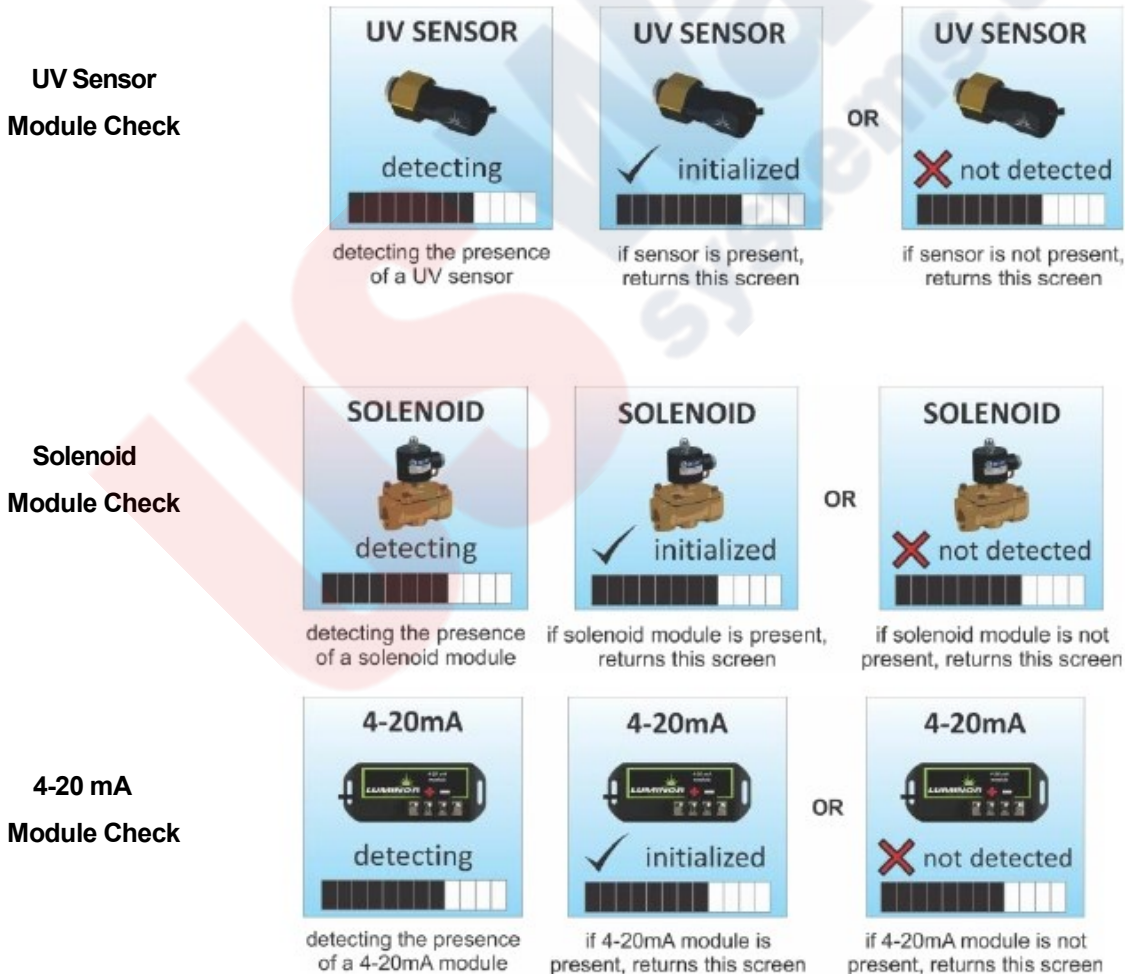 UV Sensor
Module Check
UV SENSOR
detecting
detecting the presence
of a UV sensor
UV SENSOR
initialized
if sensor is present,
returns this screen
OR
UV SENSOR
not detected
if sensor is not present,
returns this screen
Solenoid
Module Check
SOLENOID
detecting
detecting the presence
of a solenoid module
SOLENOID
initialized
if solenoid module is present,
returns this screen
OR
SOLENOID
not detected
if solenoid module is not
present, returns this screen
4-20 mA
Module Check
4-20mA
LUMINOR
detecting
detecting the presence
of a 4-20mA module
4-20mA
LUMINOR
initialized
if 4-20mA module is
present, returns this screen
OR
4-20mA
LUMINOR
not detected
if 4-20mA module is not
present, returns this screen
US
systems